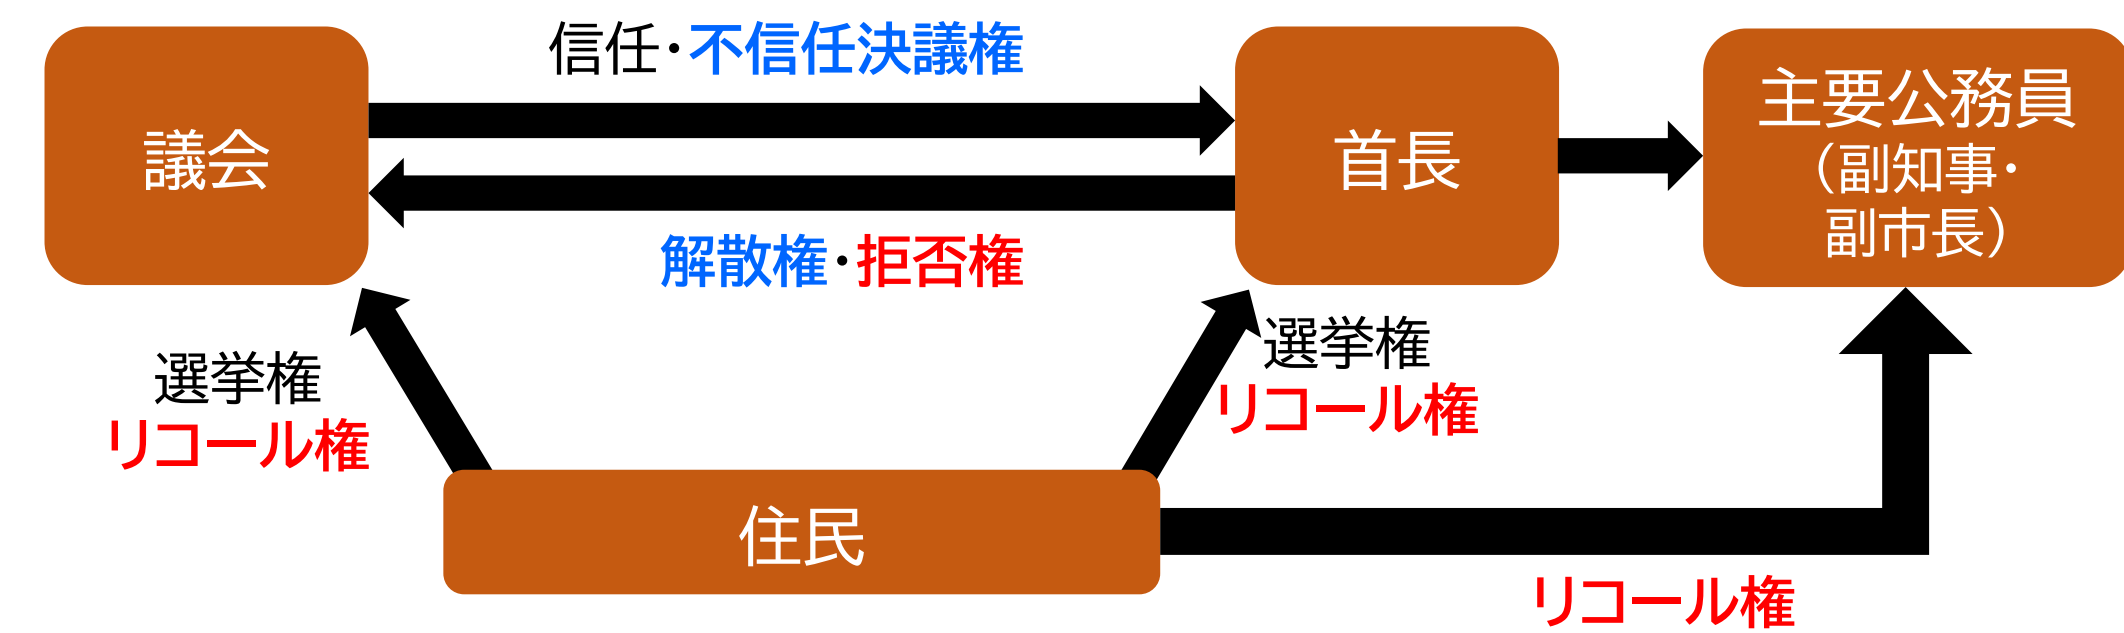 信任・不信任決議権
議会
首長
主要公務員
（副知事・
副市長）
解散権・拒否権
選挙権
リコール権
選挙権
リコール権
住民
リコール権